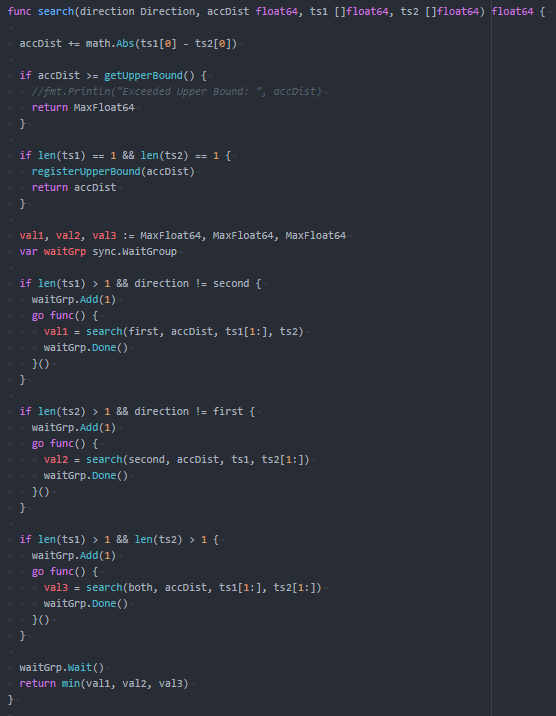 func search(direction Direction, accDist float64, ts1 []float64, ts2 []float64) float64 {
accDist += math.Abs(ts1[0] - ts2[0])
if accDist >= getUpperBound() {
//fmt.Println("Exceeded Upper Bound: ", accDist)
return MaxFloat64
}
if len(ts1) == 1 && len(ts2) == 1 {
registerUpperBound(accDist)
return accDist
}
val1, val2, val3 := MaxFloat64, MaxFloat64, MaxFloat64
var waitGrp sync.WaitGroup
if len(ts1) > 1 && direction != second {
waitGrp.Add(1)
go func() {
val1 = search(first, accDist, ts1[1:], ts2)
waitGrp.Done()
}()
}
if len(ts2) > 1 && direction != first {
waitGrp.Add(1)
go func() {
val2 = search(second, accDist, ts1, ts2[1:])
waitGrp.Done()
}()
}
if len(ts1) > 1 && len(ts2) > 1 {
waitGrp.Add(1)
go func() {
val3 = search(both, accDist, ts1[1:], ts2[1:])
waitGrp.Done()
}()
}
waitGrp.Wait()
return min(val1, val2, val3)
}